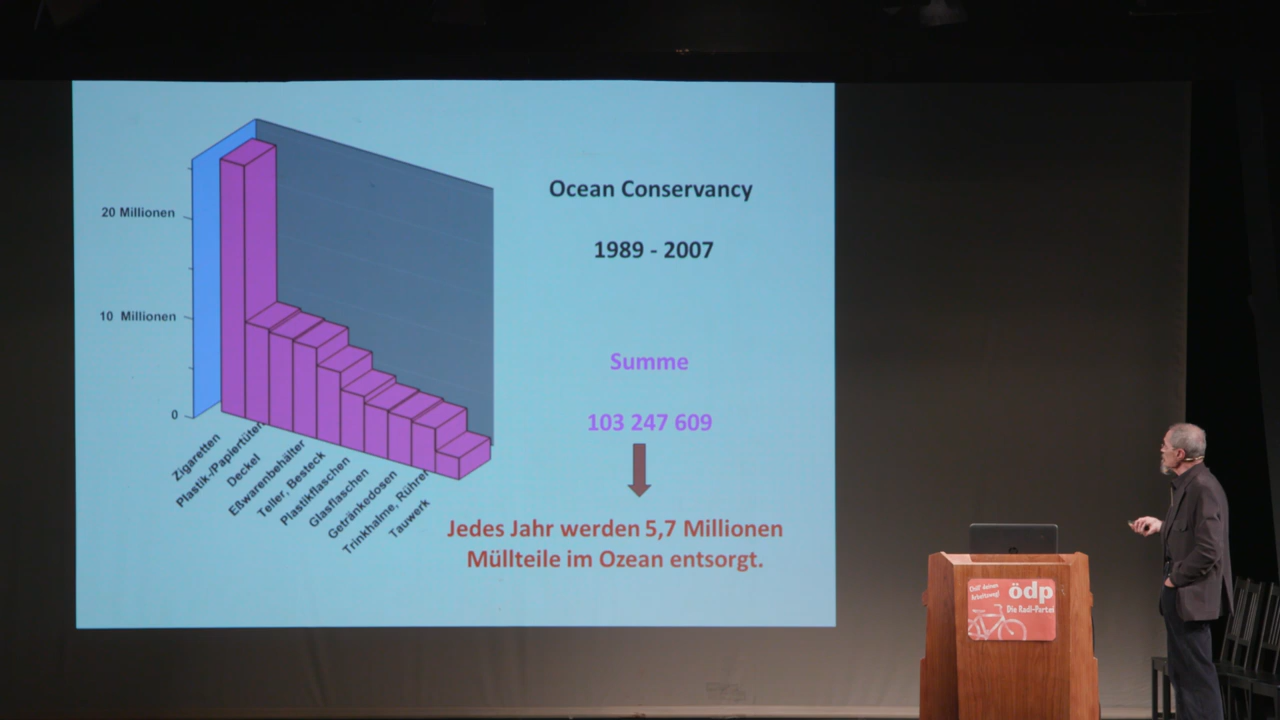 20 Millionen
10 Millionen
0
Zigaretten
Plastik-/Papiertüten
Deckel
Eßwarenbehälter
Teller, Besteck
Plastikflaschen
Glasflaschen
Getränkedosen
Trinkhalme, Rührer
Tauwerk
Ocean Conservancy
1989 - 2007
Summe
103 247 609
Jedes Jahr werden 5,7 Millionen
Müllteile im Ozean entsorgt.
Arbeitsweg!
ödp
Die Radl-Partei